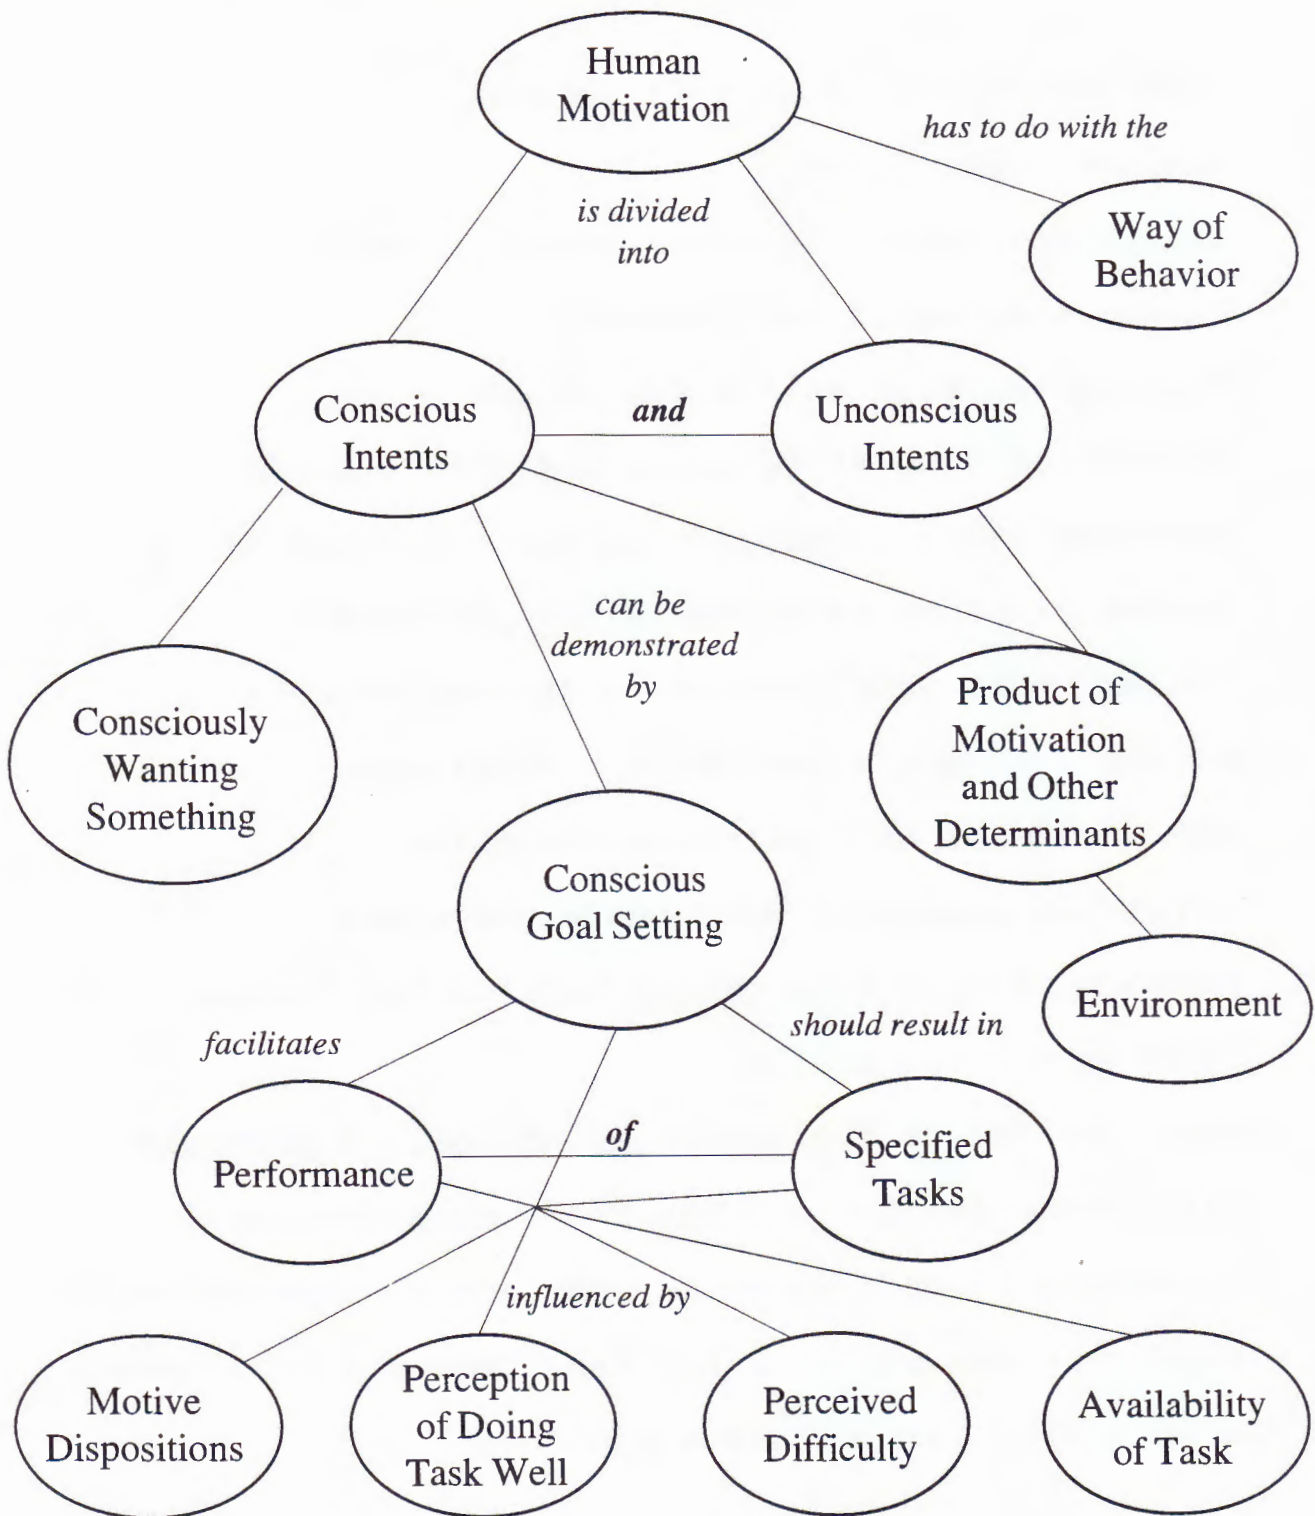 Human
Motivation
has to do with the
is divided
into
Way of
Behavior
Conscious
Intents
and
Unconscious
Intents
can be
demonstrated
by
Consciously
Wanting
Something
Product of
Motivation
and Other
Determinants
Conscious
Goal Setting
Environment
facilitates
should result in
Performance
of
Specified
Tasks
influenced by
Motive
Dispositions
Perception
of Doing
Task Well
Perceived
Difficulty
Availability
of Task